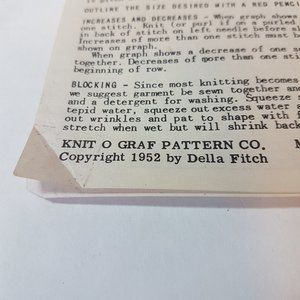 OUTLINE THE SIZE DESIRED WITH A RED PENC
INCREASES AND DECREASES - When graph shows
one stitch. Knit (or purl) if on a purled
in back of stitch on left needle before sl
Increases of more than one stitch must be
shown on graph.
When graph shows a decrease of one s
together. Decreases of more than one stit
beginning of row.
BLOCKING - Since most knitting becomes
we suggest garment be sewn together and
and a detergent for washing. Squeeze
tepid water, squeeze out excess water
out wrinkles and pat to shape with
stretch when wet but will shrink back
KNIT O GRAF PATTERN CO.
Copyright 1952 by Della Fitch